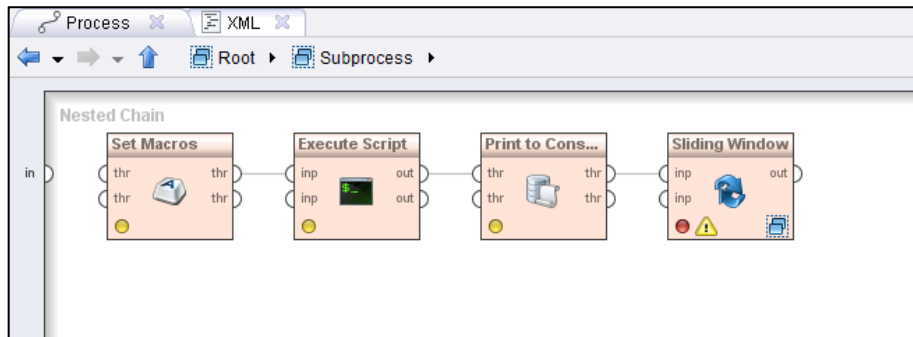 Process XML
Root Subprocess
Nested Chain
Set Macros Execute Script Print to Cons... Sliding Window
in thr thr inp out thr thr inp out
thr thr inp out thr thr inp